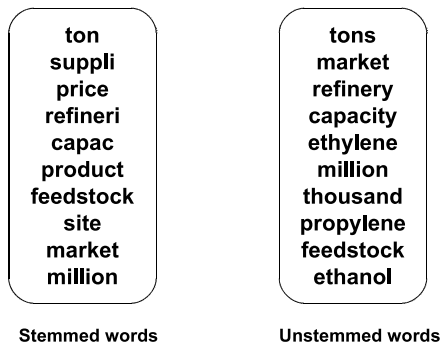 ton
suppli
price
refineri
capac
product
feedstock
site
market
million
Stemmed words
tons
market
refinery
capacity
ethylene
million
thousand
propylene
feedstock
ethanol
Unstemmed words